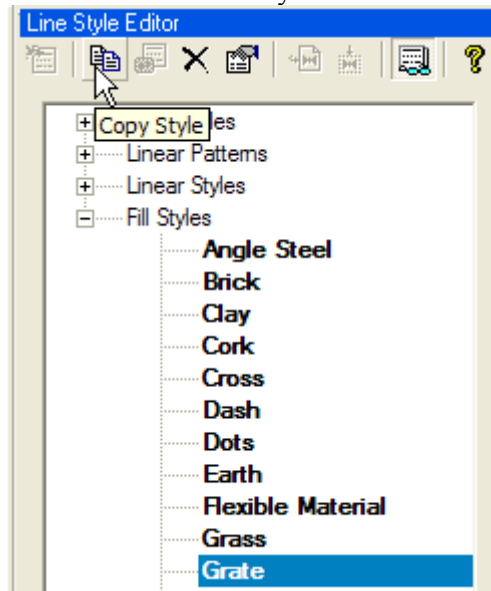 Line Style Editor
Copy Style
les
Linear Patterns
Linear Styles
Fill Styles
Angle Steel
Brick
Clay
Cork
Cross
Dash
Dots
Earth
Flexible Material
Grass
Grate